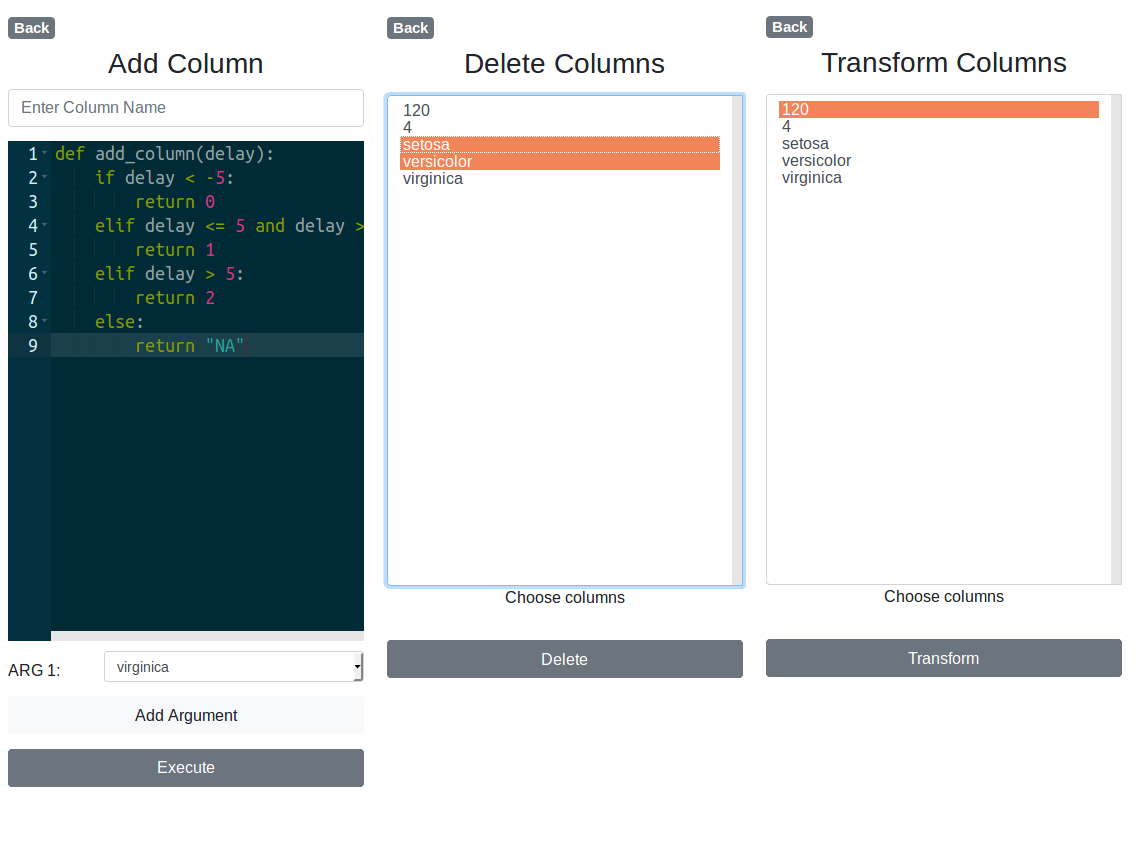 Back
Add Column
Enter Column Name
1 def add_column(delay):
2 if delay < -5:
3 return 0
4 elif delay <= 5 and delay >
5 return 1
6 elif delay > 5:
7 return 2
8 else:
9 return "NA"
ARG 1: virginica
Add Argument
Execute
Back
Delete Columns
120
4
setosa
versicolor
virginica
Choose columns
Delete
Back
Transform Columns
120
4
setosa
versicolor
virginica
Choose columns
Transform